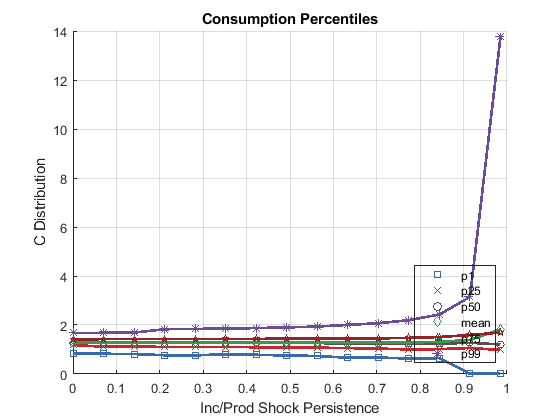 Consumption Percentiles
14
12
10
8
6
4
2
0
C Distribution
p1
p25
p50
mean
p75
p99
0 0.1 0.2 0.3 0.4 0.5 0.6 0.7 0.8 0.9 1
Inc/Prod Shock Persistence